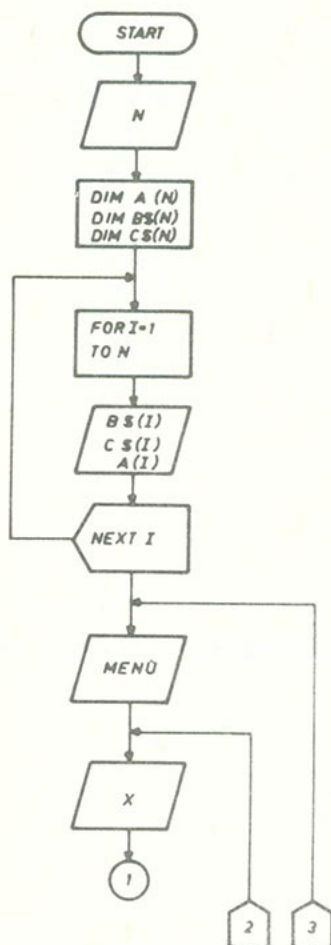 START
N
DIM A (N)
DIM B$(N)
DIM C$(N)
FOR I=1
TO N
B $(I)
C $(I)
A(I)
NEXT I
MENÙ
X
1
2
3